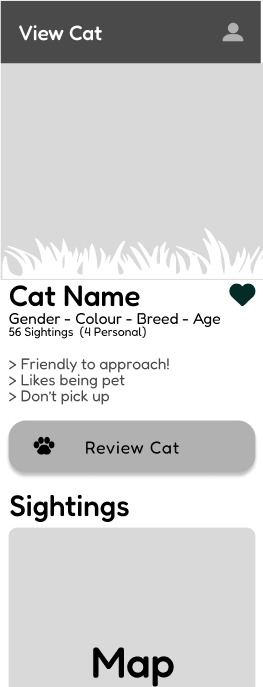 View Cat
Cat Name
Gender - Colour - Breed - Age
56 Sightings (4 Personal)
> Friendly to approach!
> Likes being pet
> Don't pick up
Review Cat
Sightings
Map